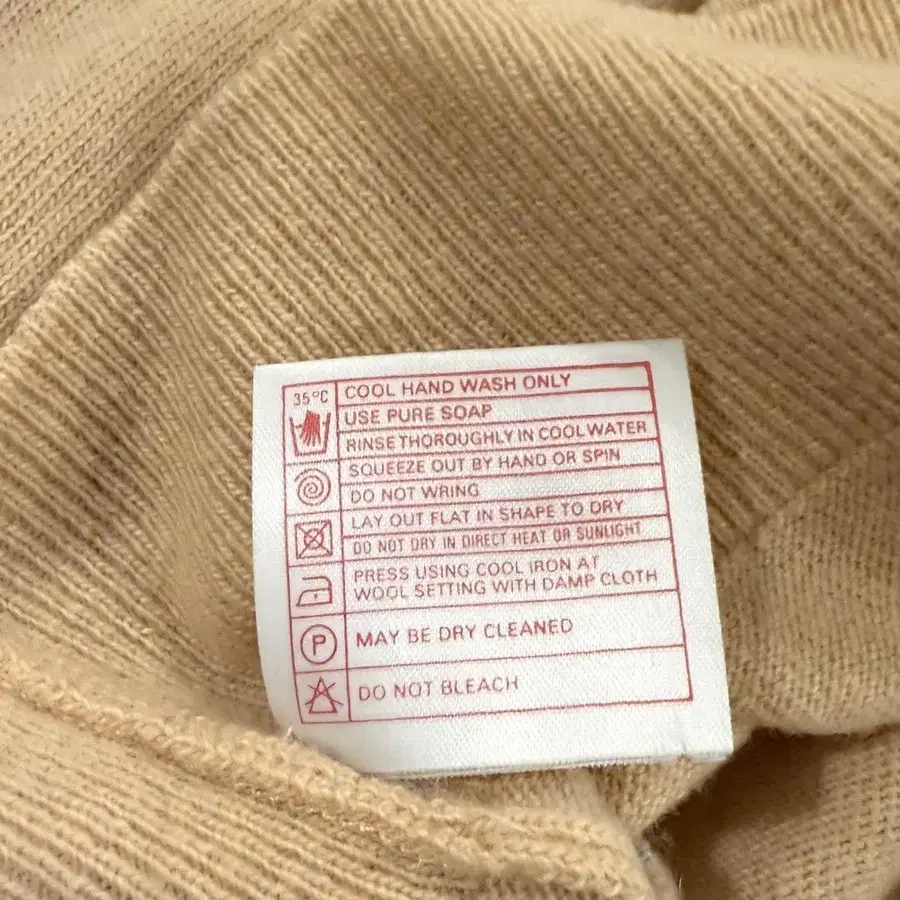 35°C
COOL HAND WASH ONLY
USE PURE SOAP
RINSE THOROUGHLY IN COOL WATER
SQUEEZE OUT BY HAND OR SPIN
DO NOT WRING
LAY OUT FLAT IN SHAPE TO DRY
DO NOT DRY IN DIRECT HEAT OR SUNLIGHT
PRESS USING COOL IRON AT
WOOL SETTING WITH DAMP CLOTH
P
MAY BE DRY CLEANED
DO NOT BLEACH